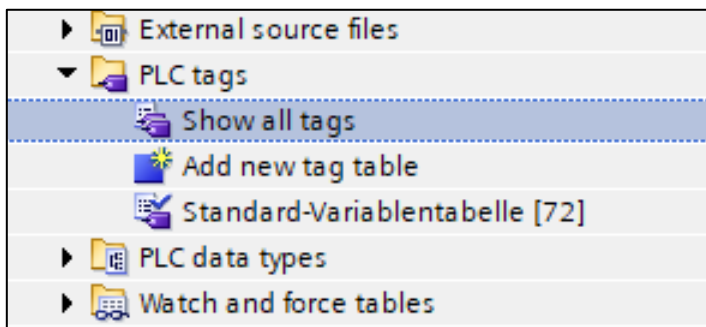 External source files
PLC tags
Show all tags
Add new tag table
Standard-Variablentabelle [72]
PLC data types
Watch and force tables